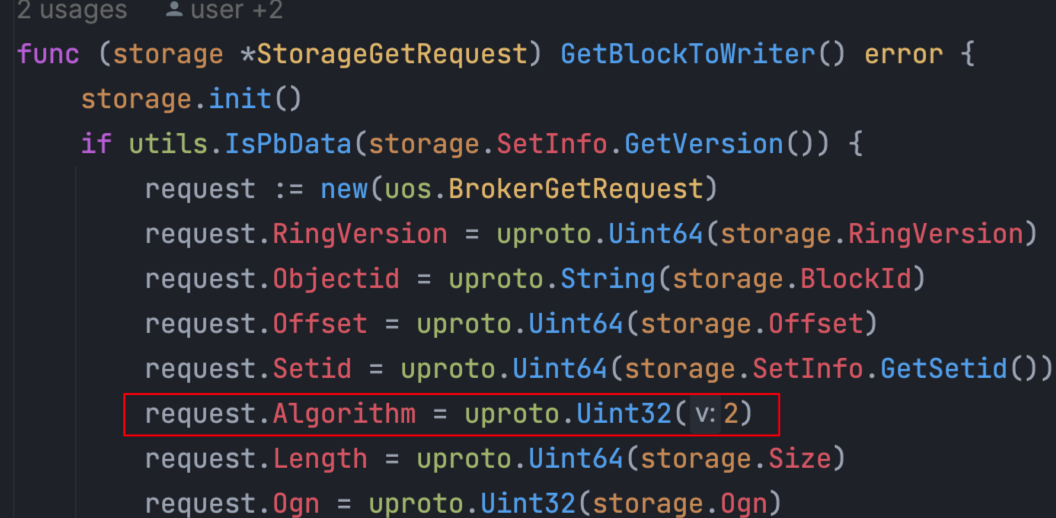 2 usages user +2
func (storage *StorageGetRequest) GetBlockToWriter() error {
storage.init()
if utils.IsPbData(storage.SetInfo.GetVersion()) {
request := new(uos.BrokerGetRequest)
request.RingVersion = uproto.Uint64(storage.RingVersion)
request.Objectid = uproto.String(storage.BlockId)
request.Offset = uproto.Uint64(storage.Offset)
request.Setid = uproto.Uint64(storage.SetInfo.GetSetid())
request.Algorithm = uproto.Uint32( v: 2)
request.Length = uproto.Uint64(storage.Size)
request.Ogn = uproto.Uint32(storage.Ogn)